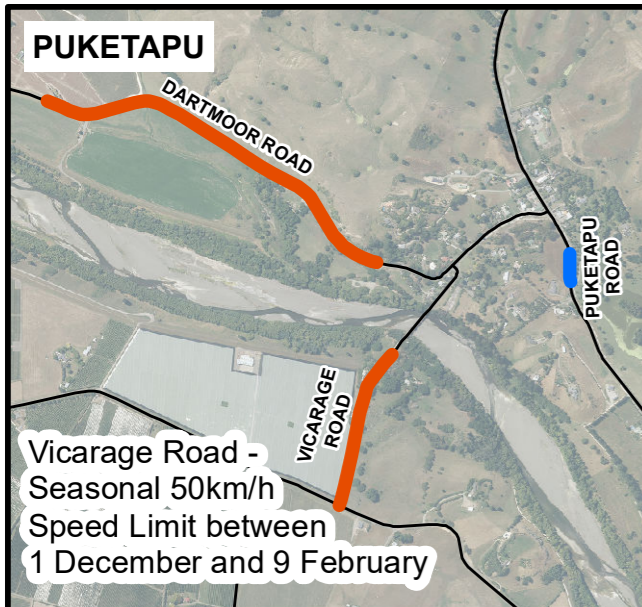 PUKETAPU
DARTMOOR ROAD
PUKETAPU
ROAD
VICARAGE
ROAD
Vicarage Road -
Seasonal 50km/h
Speed Limit between
1 December and 9 February